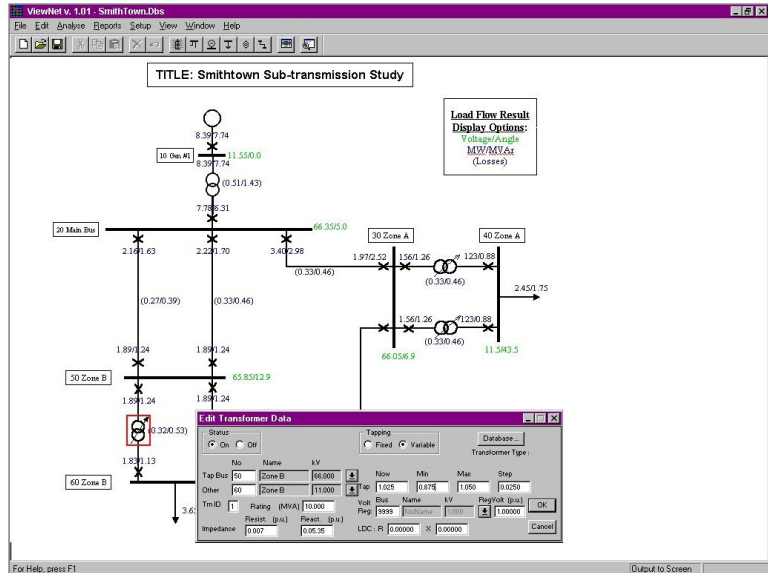 ViewNet v. 1.01 - SmithTown.Dbs
File Edit Analyse Reports Setup View Window Help
TITLE: Smithtown Sub-transmission Study
Load Flow Result
Display Options:
Voltage/Angle
MW/MVAr
(Losses)
8.39/7.74
10 Gen #1
11.55/0.0
8.39/7.74
(0.51/1.43)
7.78/6.31
20 Main Bus
66.35/5.0
30 Zone A
40 Zone A
2.16/1.63
2.22/1.70
3.40/2.98
1.97/2.52
156/1.26
123/0.88
(0.33/0.46)
(0.33/0.46)
2.45/1.75
(0.27/0.39)
(0.33/0.46)
1.56/1.26
123/0.88
(0.33/0.46)
1.89/1.24
1.89/1.24
66.05/6.9
11.5/43.5
50 Zone B
65.85/12.9
1.89/1.24
1.89/1.24
(0.32/0.53)
1.83/1.13
60 Zone B
Edit Transformer Data
Status
On Off
Tapping
Fixed Variable
Database ...
Transformer Type :
No Name kV
Now Min Max Step
Tap Bus 50 Zone B 66.000
Tap 1.025 0.875 1.050 0.0250
Other 60 Zone B 11.000
Bus Name kV RegVolt (p.u.)
Volt Reg: 9999 NoName 1.000 1.00000
OK
Trn ID 1 Rating (MVA) 10.000
Resist. (p.u.) React. (p.u.)
Impedance 0.007 0.05.35
LDC : R 0.00000 X 0.00000
Cancel
For Help, press F1
Output to Screen